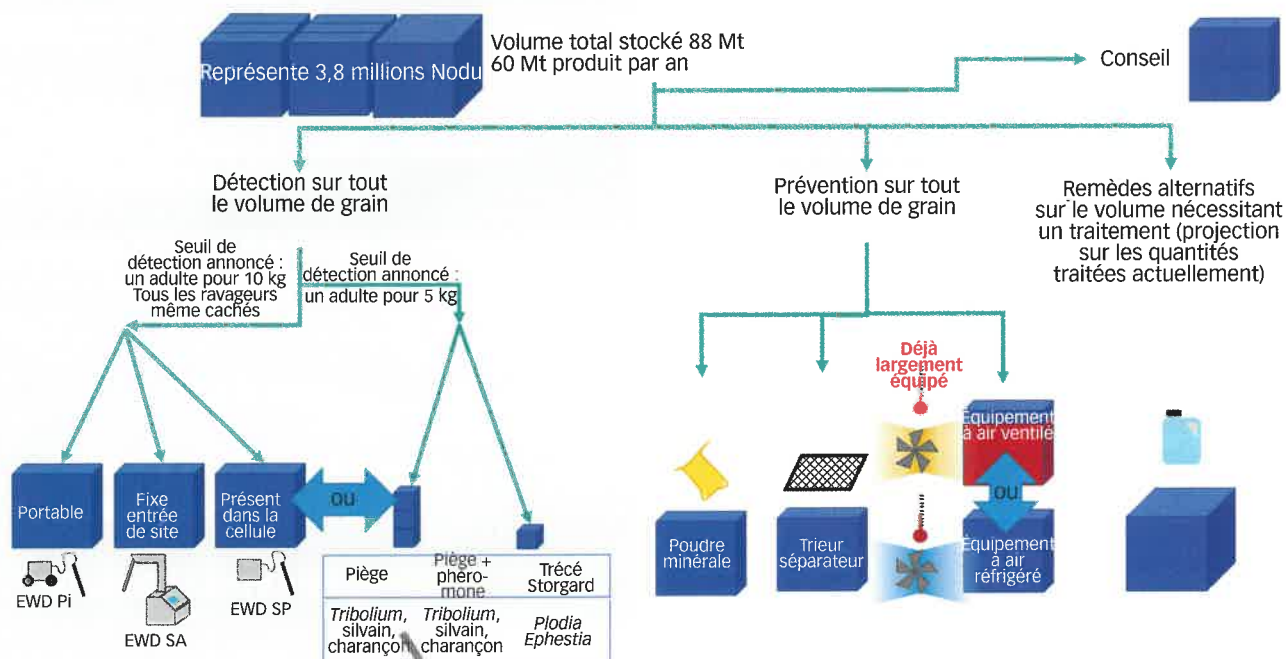 Représente 3,8 millions Nodu
Volume total stocké 88 Mt
60 Mt produit par an
Conseil
Détection sur tout
le volume de grain
Prévention sur tout
le volume de grain
Remèdes alternatifs
sur le volume nécessitant
un traitement (projection
sur les quantités
traitées actuellement)
Seuil de
détection annoncé :
un adulte pour 10 kg
Tous les ravageurs
même cachés
Seuil de
détection annoncé :
un adulte pour 5 kg
Déjà
largement
équipé
Portable
Fixe
entrée
de site
Présent
dans la
cellule
ou
EWD Pi
EWD SA
EWD SP
Piège
Piège +
phéro-
mone
Trécé
Storgard
Tribolium,
silvain,
charançon
Tribolium,
silvain,
charançon
Plodia
Ephestia
Poudre
minérale
Trieur
séparateur
Équipement
à air ventilé
ou
Équipement
à air
réfrigéré